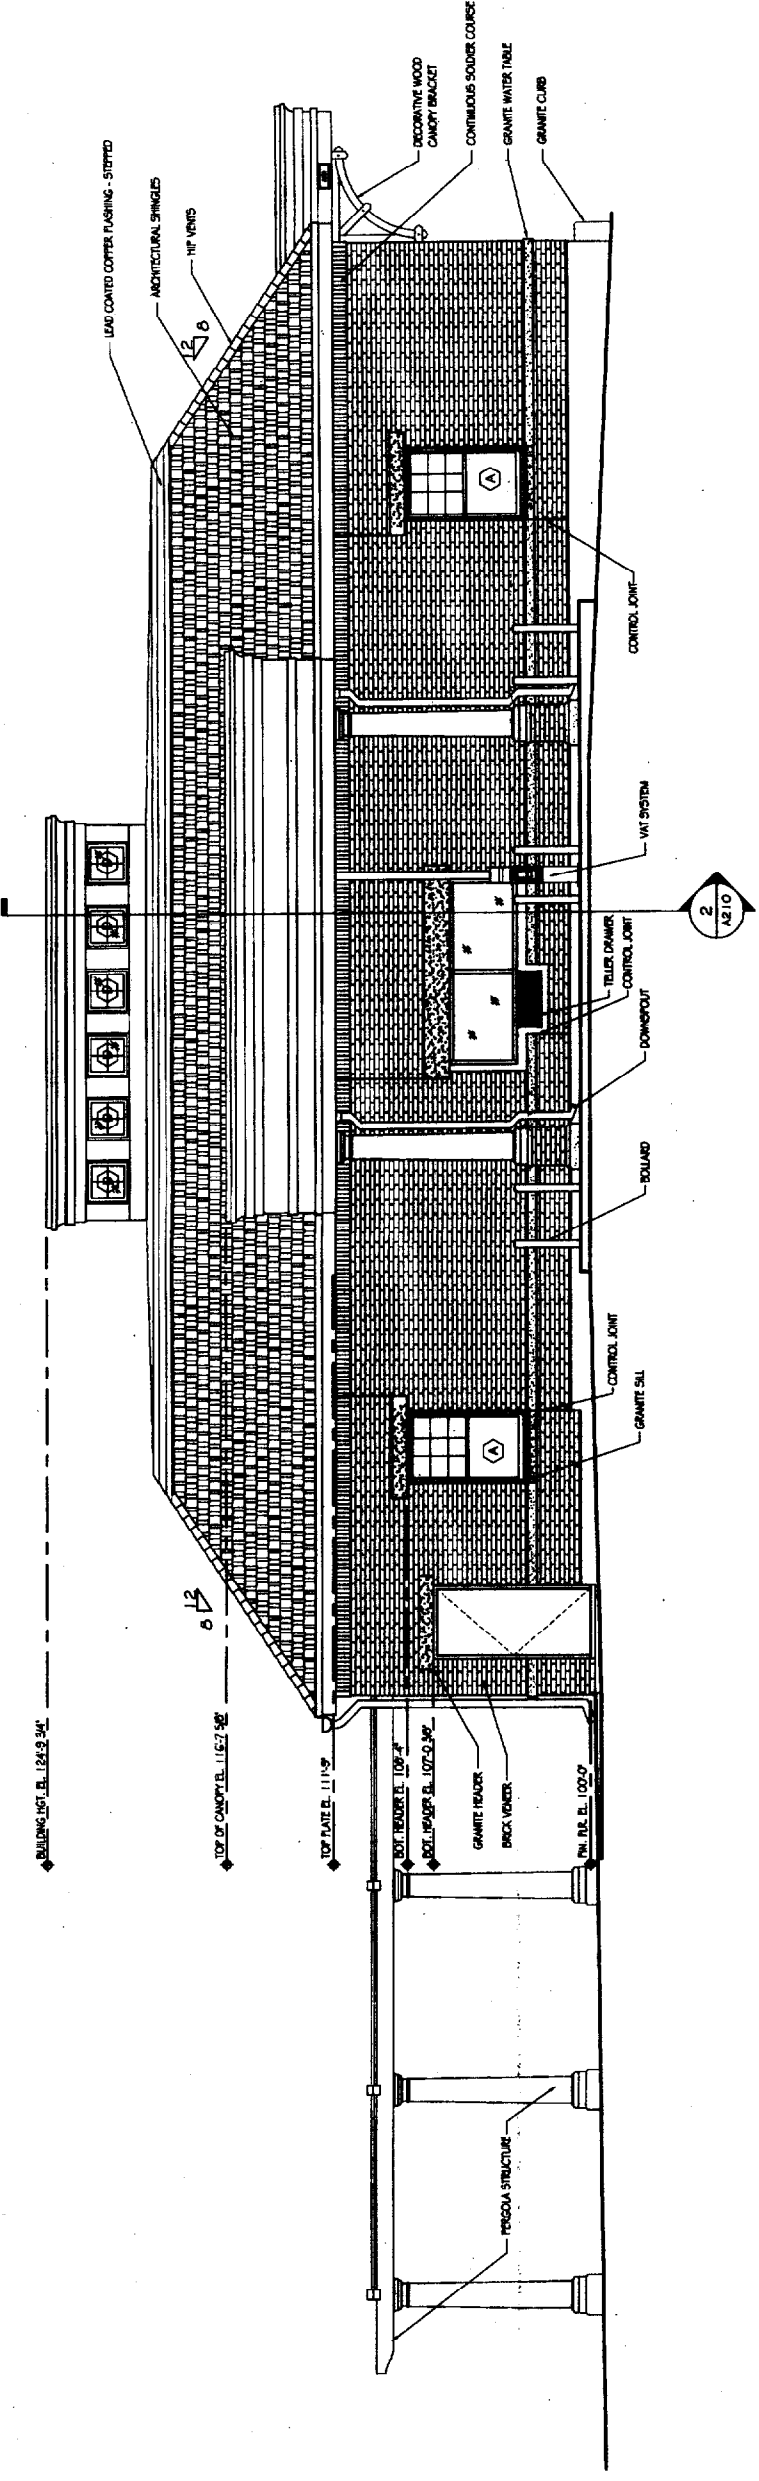 BUILDING HGT. EL. 124'-9 3/4"
TOP OF CANOPY EL. 116'-7 5/8"
TOP PLATE EL. 111'-9"
BOT. HEADER EL. 108'-4"
BOT. HEADER EL. 107'-0 3/8"
FIN. FLR. EL. 100'-0"
PERGOLA STRUCTURE
GRANITE HEADER
BRICK VENEER
12
8
A
GRANITE SILL
CONTROL JOINT
BOLLARD
DOWNSPOUT
CONTROL JOINT
TELLER DRAWER
2
A210
VAT SYSTEM
CONTROL JOINT
A
12
8
LEAD COATED COPPER FLASHING - STEPPED
ARCHITECTURAL SHINGLES
HIP VENTS
DECORATIVE WOOD
CANOPY BRACKET
CONTINUOUS SOLDIER COURSE
GRANITE WATER TABLE
GRANITE CURB